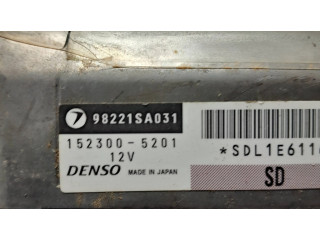 98221SA031
152300-5201
12V
*SDL1E611
DENSO MADE IN JAPAN
SD